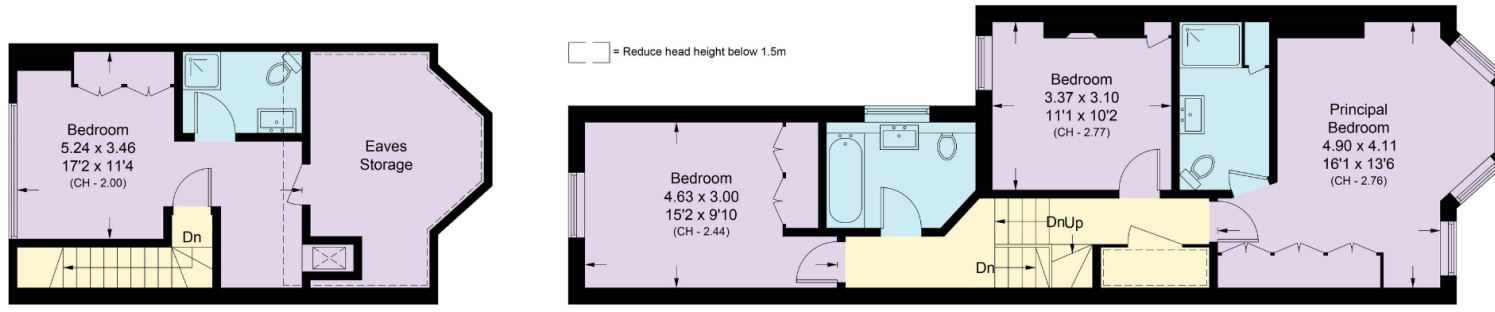 = Reduce head height below 1.5m
Bedroom
5.24 x 3.46
17'2 x 11'4
(CH - 2.00)
Eaves
Storage
Dn
Bedroom
4.63 x 3.00
15'2 x 9'10
(CH - 2.44)
Bedroom
3.37 x 3.10
11'1 x 10'2
(CH - 2.77)
Principal
Bedroom
4.90 x 4.11
16'1 x 13'6
(CH - 2.76)
DnUp
Dn